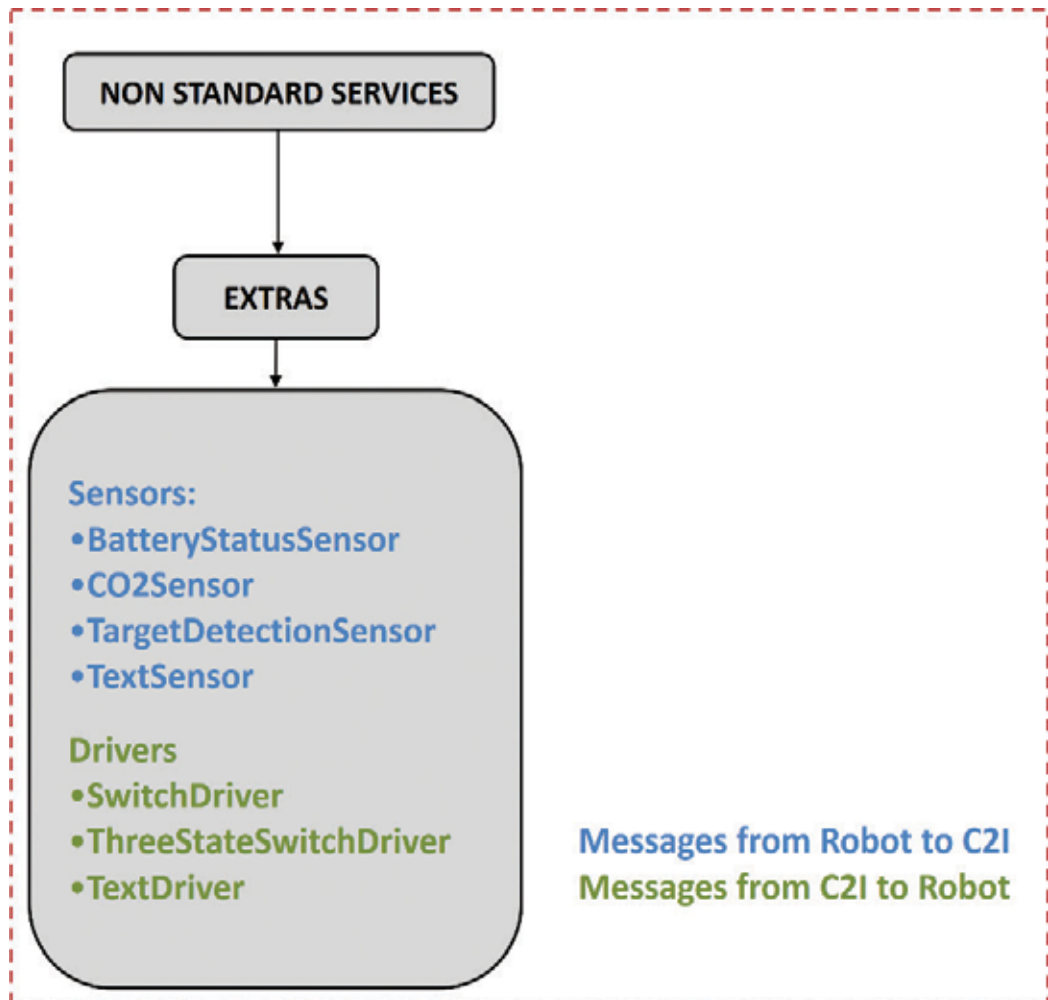 NON STANDARD SERVICES
EXTRAS
Sensors:
•BatteryStatusSensor
•CO2Sensor
•TargetDetectionSensor
•TextSensor
Drivers
•SwitchDriver
•ThreeStateSwitchDriver
•TextDriver
Messages from Robot to C2I
Messages from C2I to Robot